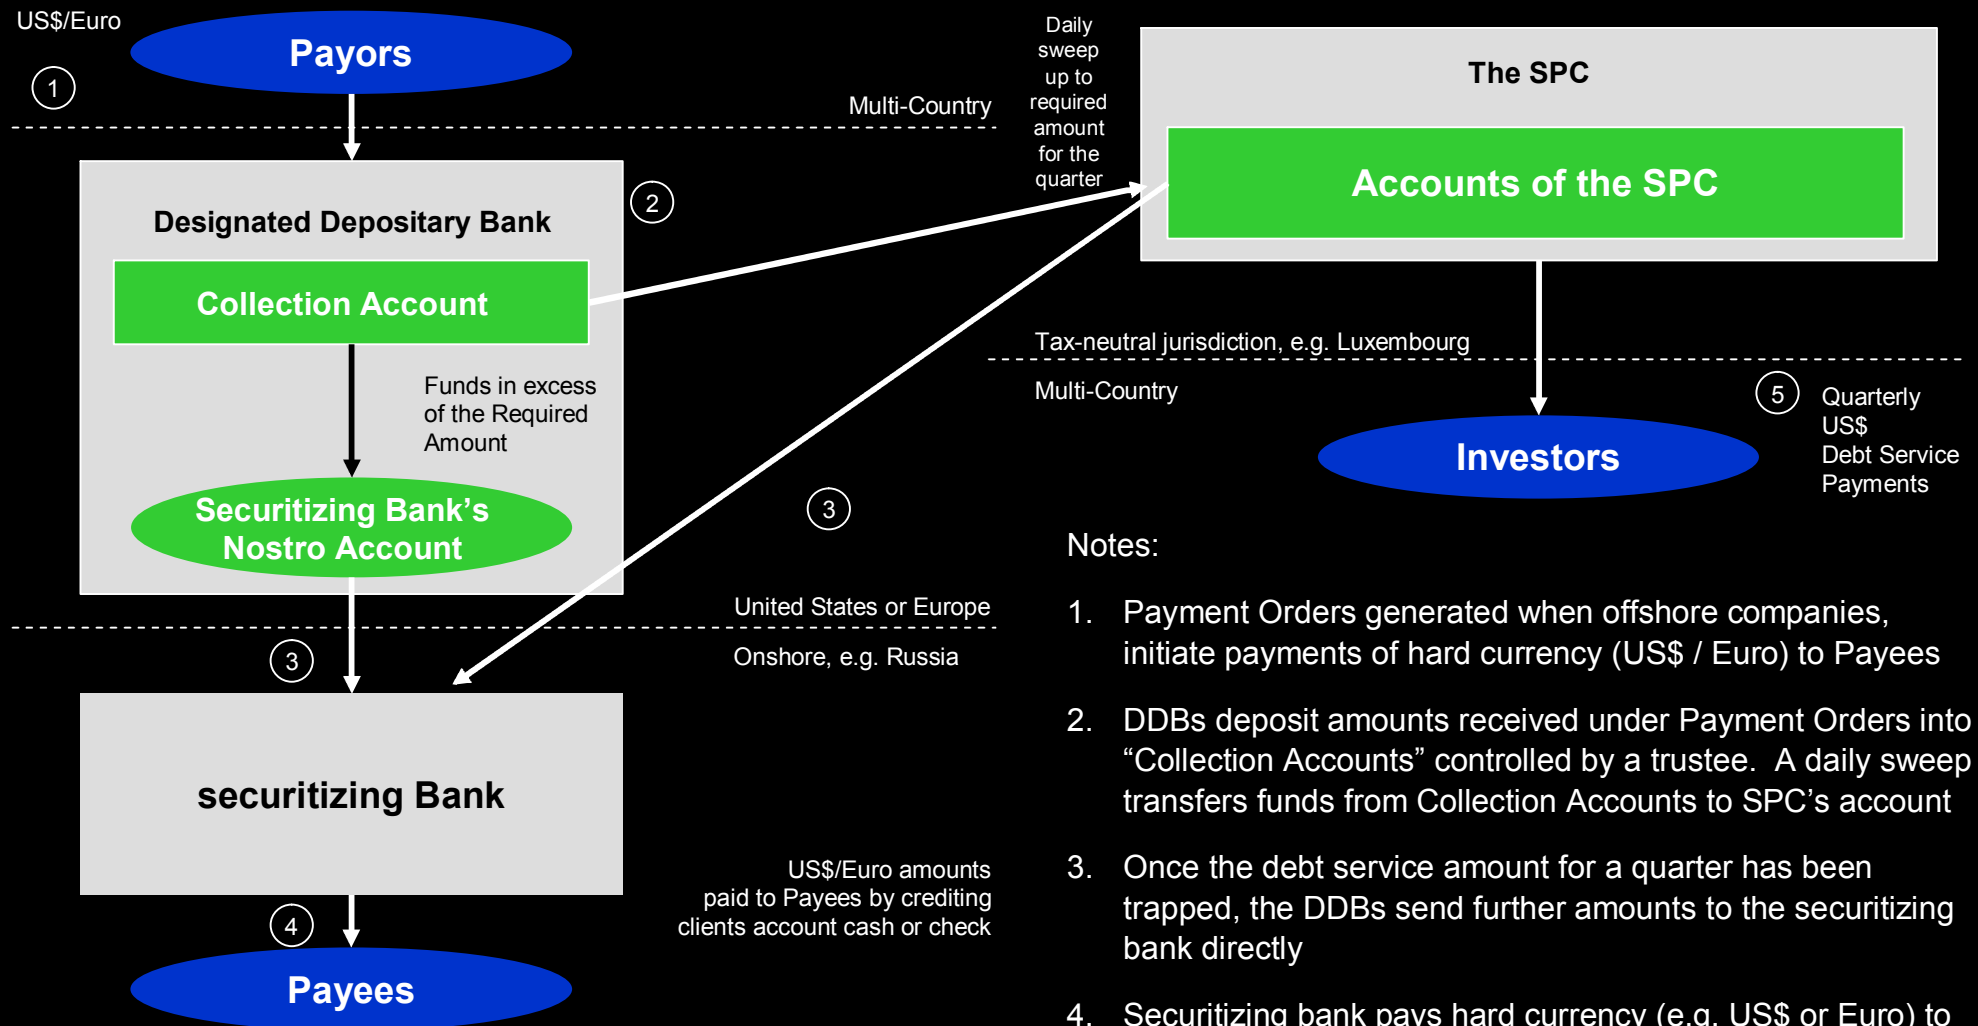 US$/Euro
Payors
1
Multi-Country
Daily
sweep
up to
required
amount
for the
quarter
The SPC
Accounts of the SPC
Designated Depositary Bank
2
Collection Account
Funds in excess
of the Required
Amount
Securitizing Bank’s
Nostro Account
Tax-neutral jurisdiction, e.g. Luxembourg
Multi-Country
5
Quarterly
US$
Debt Service
Payments
Investors
3
United States or Europe
Onshore, e.g. Russia
3
securitizing Bank
US$/Euro amounts
paid to Payees by crediting
clients account cash or check
4
Payees
Notes:
1. Payment Orders generated when offshore companies,
initiate payments of hard currency (US$ / Euro) to Payees
2. DDBs deposit amounts received under Payment Orders into
“Collection Accounts” controlled by a trustee. A daily sweep
transfers funds from Collection Accounts to SPC’s account
3. Once the debt service amount for a quarter has been
trapped, the DDBs send further amounts to the securitizing
bank directly
4. Securitizing bank pays hard currency (e.g. US$ or Euro) to